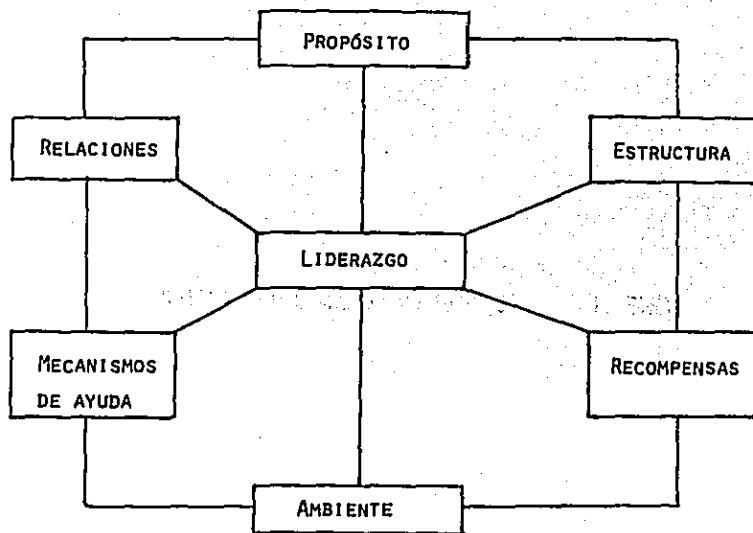 PROPÓSITO
RELACIONES
ESTRUCTURA
LIDERAZGO
MECANISMOS
DE AYUDA
RECOMPENSAS
AMBIENTE